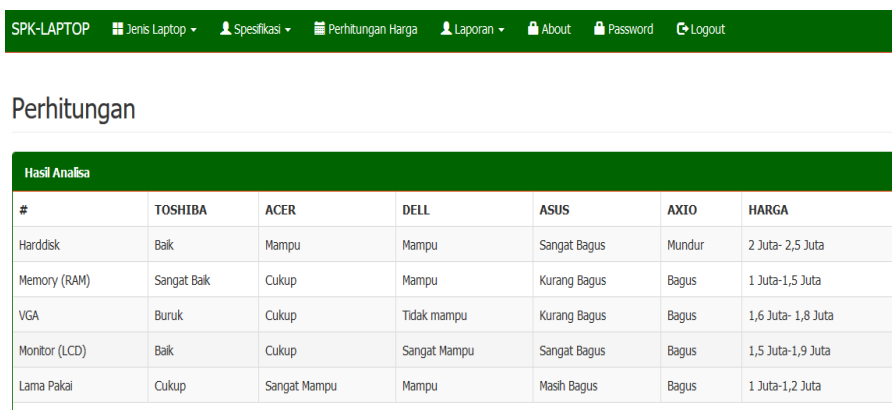 SPK-LAPTOP Jenis Laptop Spesifikasi Perhitungan Harga Laporan About Password Logout
Perhitungan
Hasil Analisa
# TOSHIBA ACER DELL ASUS AXIO HARGA
Harddisk Baik Mampu Mampu Sangat Bagus Mundur 2 Juta- 2,5 Juta
Memory (RAM) Sangat Baik Cukup Mampu Kurang Bagus Bagus 1 Juta-1,5 Juta
VGA Buruk Cukup Tidak mampu Kurang Bagus Bagus 1,6 Juta- 1,8 Juta
Monitor (LCD) Baik Cukup Sangat Mampu Sangat Bagus Bagus 1,5 Juta-1,9 Juta
Lama Pakai Cukup Sangat Mampu Mampu Masih Bagus Bagus 1 Juta-1,2 Juta